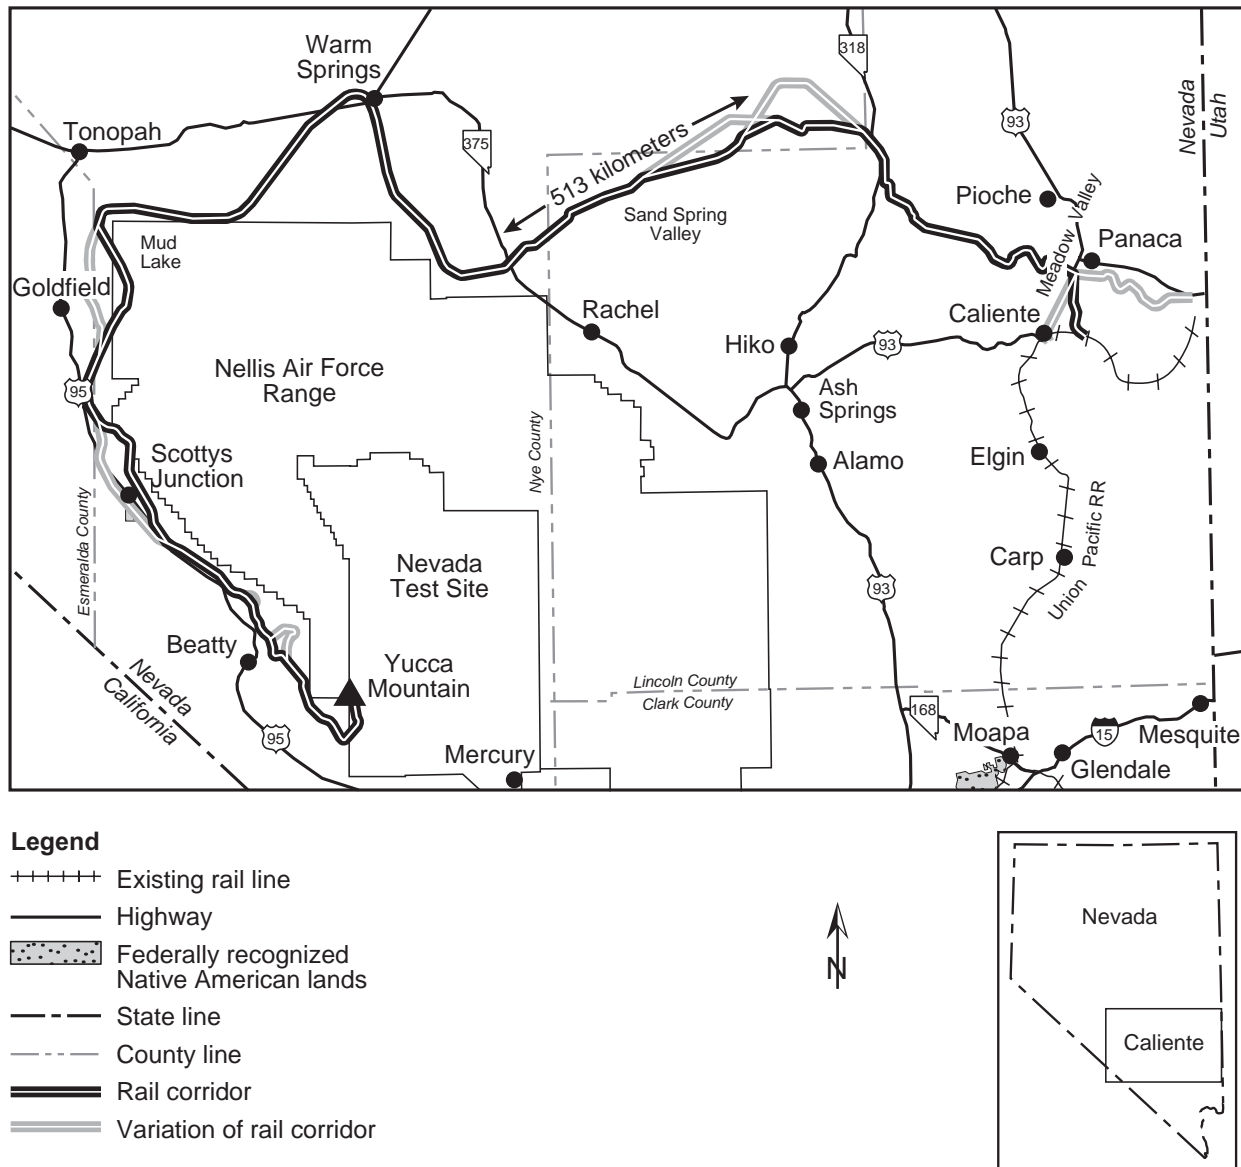 Warm
Springs
318
Nevada
Utah
93
Tonopah
375
513 kilometers
Pioche
Meadow Valley
Sand Spring
Valley
Panaca
Mud
Lake
Goldfield
Rachel
Caliente
Hiko
93
Nellis Air Force
Range
95
Ash
Springs
Scottys
Junction
Nye County
Elgin
Alamo
Esmeralda County
Nevada
Test Site
Carp
Union Pacific RR
93
Beatty
Nevada
California
Yucca
Mountain
Lincoln County
Clark County
168
95
Mercury
Moapa
15
Mesquite
Glendale
Legend
Existing rail line
Highway
Federally recognized
Native American lands
State line
County line
Rail corridor
Variation of rail corridor
N
Nevada
Caliente